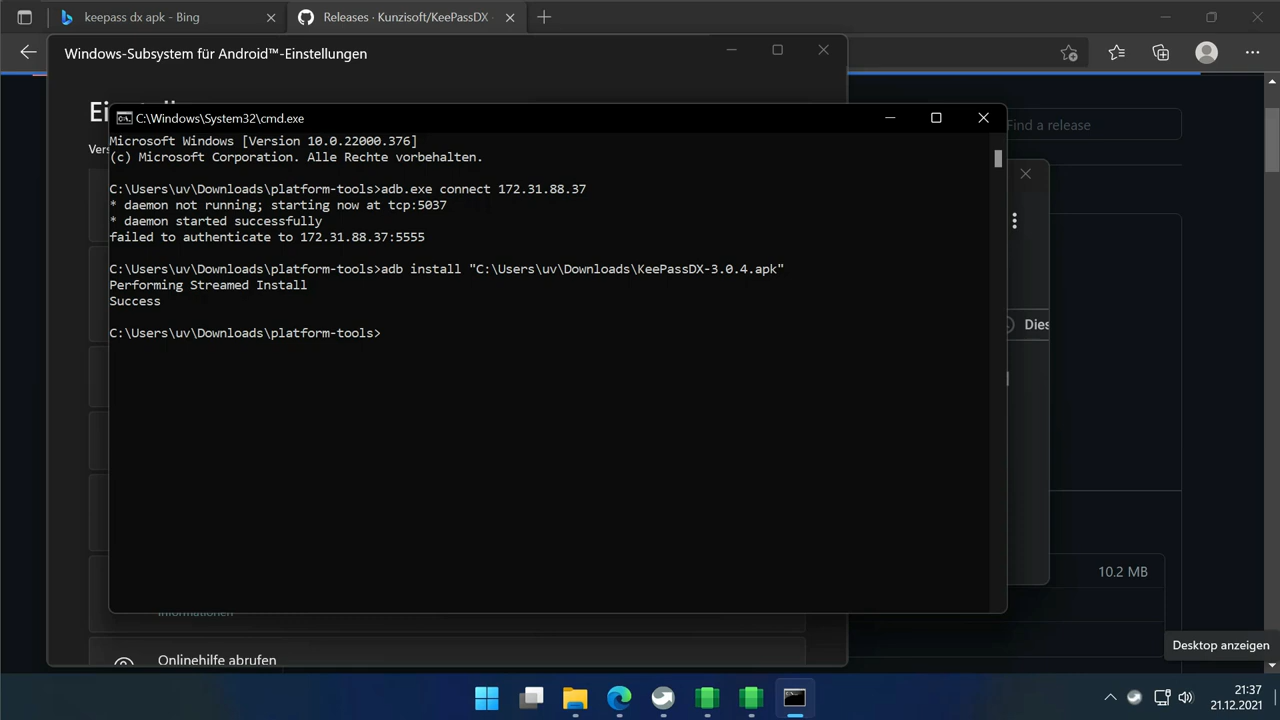 keepass dx apk - Bing
Releases · Kunzisoft/KeePassDX ·
Windows-Subsystem für Android™-Einstellungen
C:\Windows\System32\cmd.exe
Microsoft Windows [Version 10.0.22000.376]
(c) Microsoft Corporation. Alle Rechte vorbehalten.
C:\Users\uv\Downloads\platform-tools>adb.exe connect 172.31.88.37
* daemon not running; starting now at tcp:5037
* daemon started successfully
failed to authenticate to 172.31.88.37:5555
C:\Users\uv\Downloads\platform-tools>adb install "C:\Users\uv\Downloads\KeePassDX-3.0.4.apk"
Performing Streamed Install
Success
C:\Users\uv\Downloads\platform-tools>
Find a release
Dies
10.2 MB
Onlinehilfe abrufen
Desktop anzeigen
21:37
21.12.2021